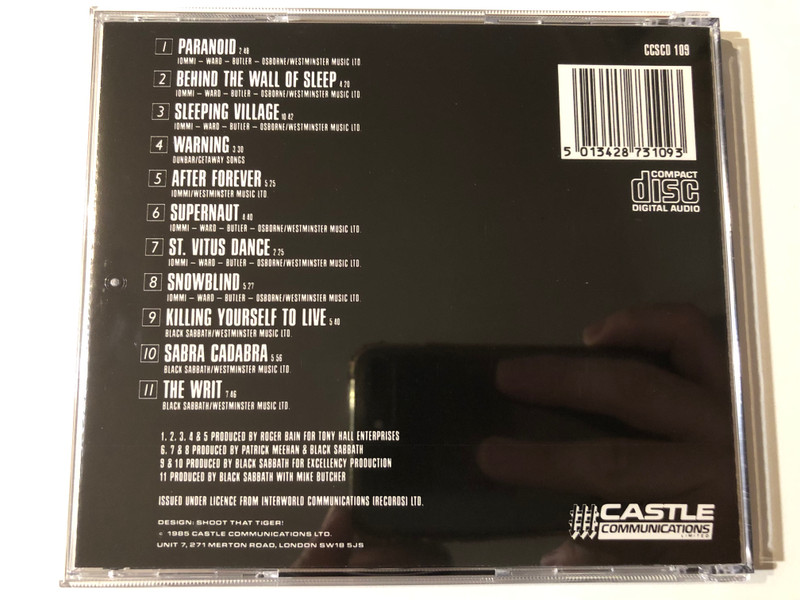 1 PARANOID 2 48
IOMMI – WARD – BUTLER – OSBORNE/WESTMINSTER MUSIC LTD.
2 BEHIND THE WALL OF SLEEP 4 20
IOMMI – WARD – BUTLER – OSBORNE/WESTMINSTER MUSIC LTD.
3 SLEEPING VILLAGE 10 42
IOMMI – WARD – BUTLER – OSBORNE/WESTMINSTER MUSIC LTD.
4 WARNING 3 30
DUNBAR/GETAWAY SONGS
5 AFTER FOREVER 5 25
IOMMI/WESTMINSTER MUSIC LTD.
6 SUPERNAUT 4 40
IOMMI – WARD – BUTLER – OSBORNE/WESTMINSTER MUSIC LTD.
7 ST. VITUS DANCE 2 25
IOMMI – WARD – BUTLER – OSBORNE/WESTMINSTER MUSIC LTD.
8 SNOWBLIND 5 27
IOMMI – WARD – BUTLER – OSBORNE/WESTMINSTER MUSIC LTD.
9 KILLING YOURSELF TO LIVE 5 40
BLACK SABBATH/WESTMINSTER MUSIC LTD.
10 SABRA CADABRA 5 56
BLACK SABBATH/WESTMINSTER MUSIC LTD.
11 THE WRIT 7 46
BLACK SABBATH/WESTMINSTER MUSIC LTD.
1. 2. 3. 4 & 5 PRODUCED BY ROGER BAIN FOR TONY HALL ENTERPRISES
6. 7 & 8 PRODUCED BY PATRICK MEEHAN & BLACK SABBATH
9 & 10 PRODUCED BY BLACK SABBATH FOR EXCELLENCY PRODUCTION
11 PRODUCED BY BLACK SABBATH WITH MIKE BUTCHER
ISSUED UNDER LICENCE FROM INTERWORLD COMMUNICATIONS (RECORDS) LTD.
DESIGN: SHOOT THAT TIGER!
© 1985 CASTLE COMMUNICATIONS LTD.
UNIT 7, 271 MERTON ROAD, LONDON SW18 5JS
CCSCD 109
5 013428 731093
COMPACT
disc
DIGITAL AUDIO
CASTLE
COMMUNICATIONS
LIMITED